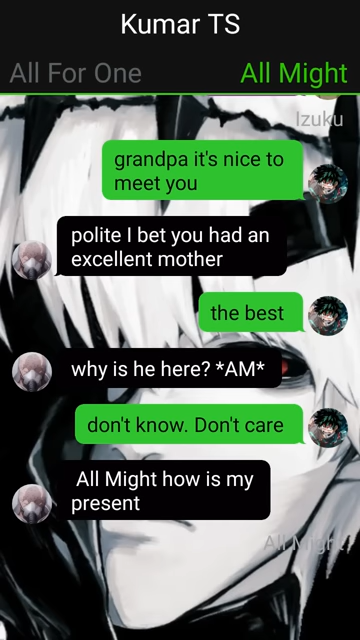 Kumar TS
All For One
All Might
Izuku
grandpa it's nice to
meet you
polite I bet you had an
excellent mother
the best
why is he here? *AM*
don't know. Don't care
All Might how is my
present
All Might